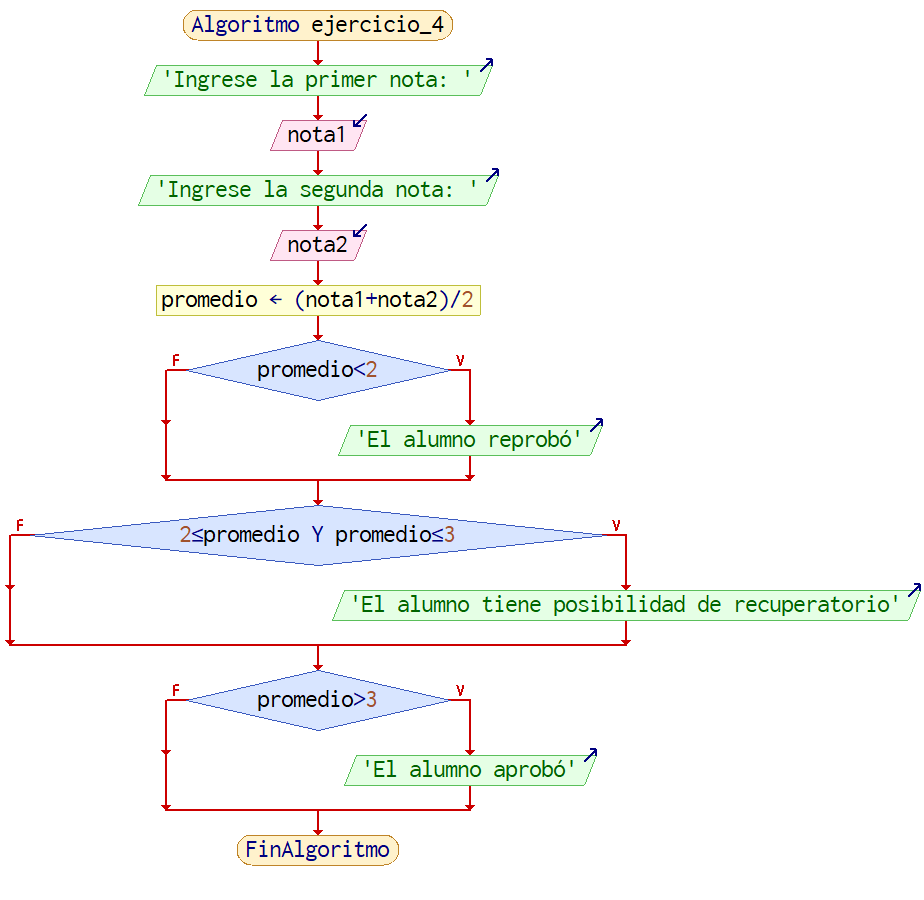 Algoritmo ejercicio_4
'Ingrese la primer nota: '
nota1
'Ingrese la segunda nota: '
nota2
promedio ← (nota1+nota2)/2
F
promedio<2
V
'El alumno reprobó'
F
2≤promedio Y promedio≤3
V
'El alumno tiene posibilidad de recuperatorio'
F
promedio>3
V
'El alumno aprobó'
FinAlgoritmo